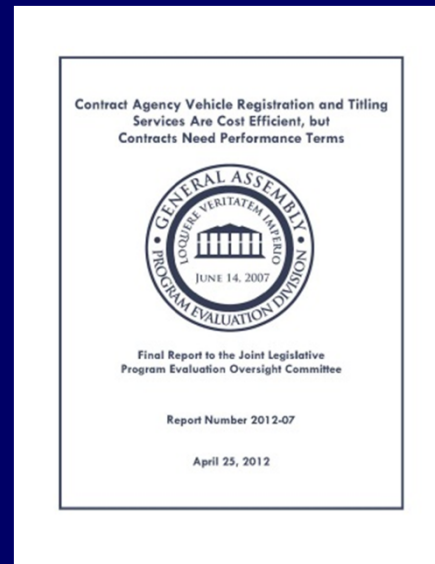 Contract Agency Vehicle Registration and Titling
Services Are Cost Efficient, but
Contracts Need Performance Terms
GENERAL ASSEMBLY
LOQUERE VERITATEM IMPERIO
JUNE 14, 2007
PROGRAM EVALUATION DIVISION
Final Report to the Joint Legislative
Program Evaluation Oversight Committee
Report Number 2012-07
April 25, 2012